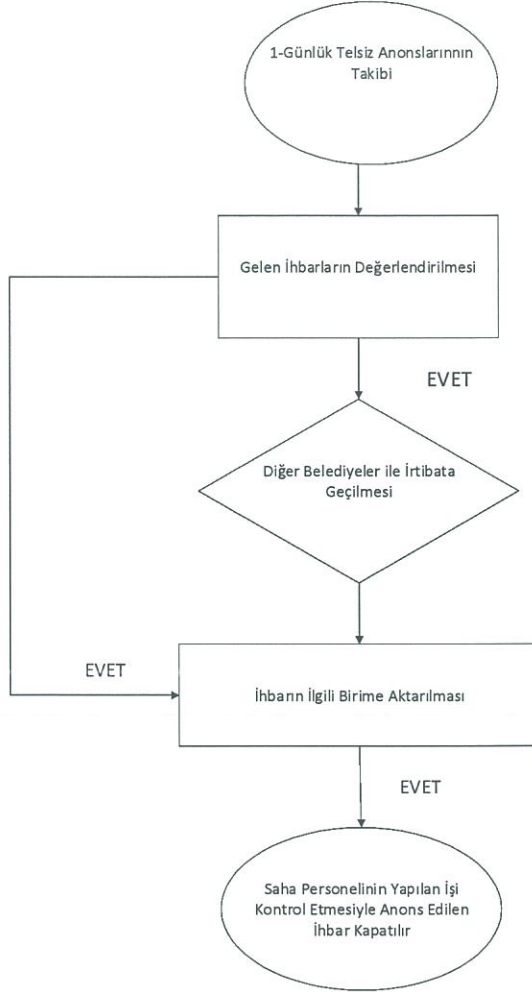 1-Günlük Telsiz Anonslarınnın
Takibi
Gelen İhbarların Değerlendirilmesi
EVET
Diğer Belediyeler ile İrtibata
Geçilmesi
EVET
İhbarın İlgili Birime Aktarılması
EVET
Saha Personelinin Yapılan İşi
Kontrol Etmesiyle Anons Edilen
İhbar Kapatılır